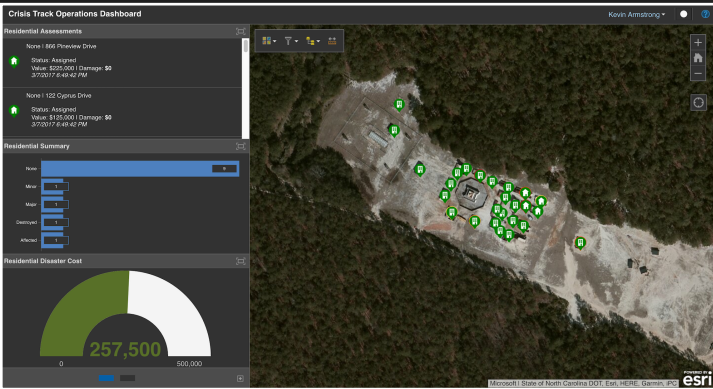 Crisis Track Operations Dashboard
Kevin Armstrong
?
Residential Assessments
None | 866 Pineview Drive
Status: Assigned
Value: $225,000 | Damage: $0
3/7/2017 6:49:42 PM
None | 122 Cyprus Drive
Status: Assigned
Value: $125,000 | Damage: $0
3/7/2017 6:49:42 PM
Residential Summary
None 9
Minor 1
Major 1
Destroyed 1
Affected 1
Residential Disaster Cost
257,500
0 500,000
Microsoft | State of North Carolina DOT, Esri, HERE, Garmin, iPC
POWERED BY
esri